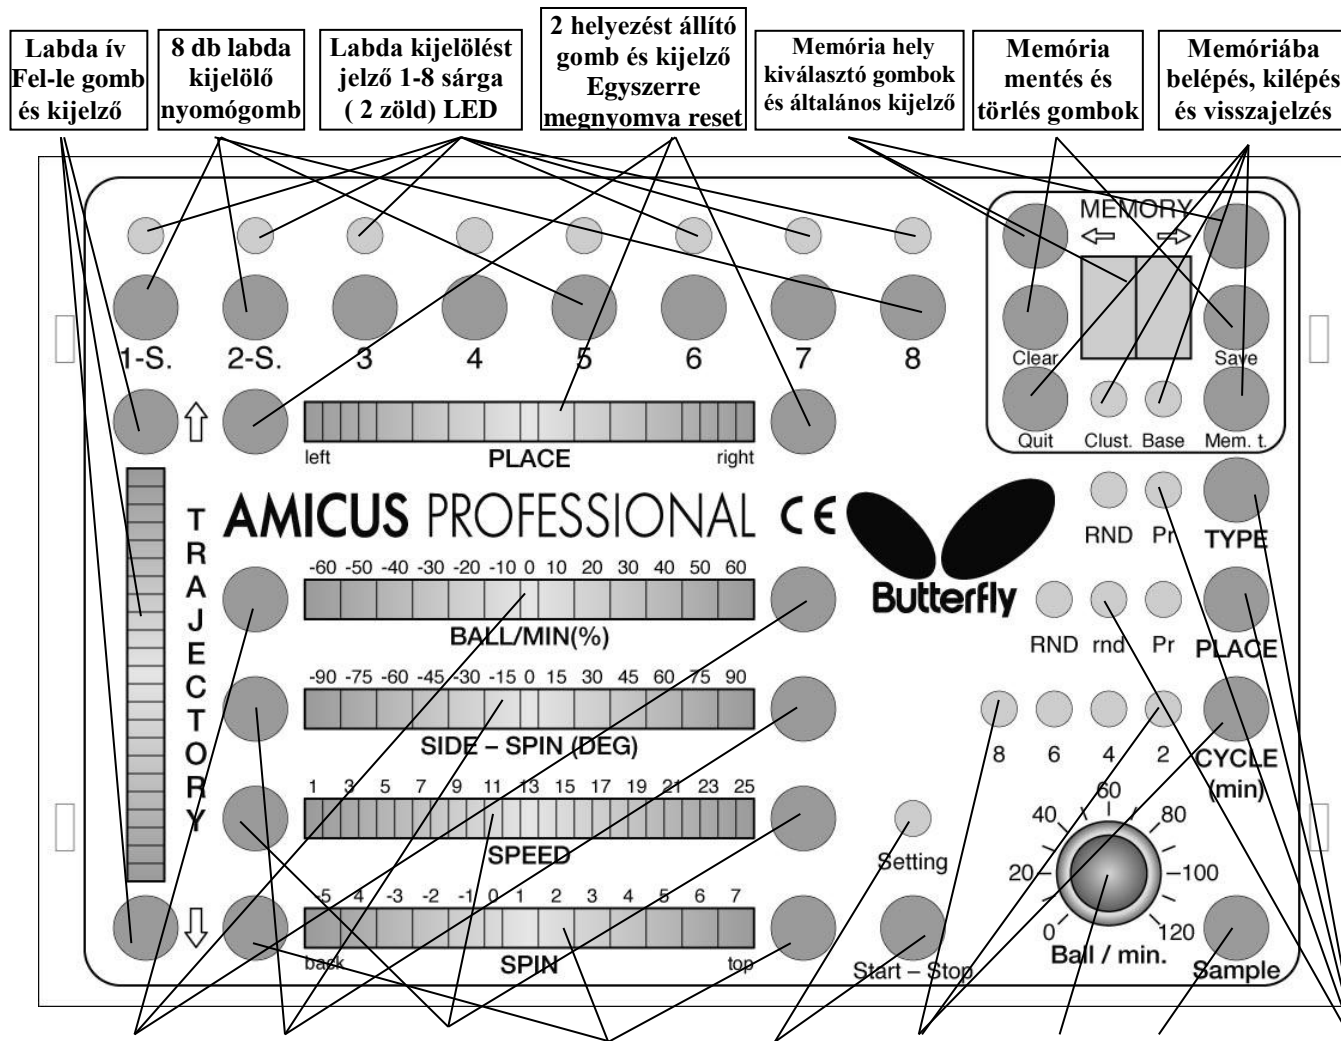 Labda ív
Fel-le gomb
és kijelző
8 db labda
kijelölő
nyomógomb
Labda kijelölést
jelző 1-8 sárga
( 2 zöld) LED
2 helyezést állító
gomb és kijelző
Egyszerre
megnyomva reset
Memória hely
kiválasztó gombok
és általános kijelző
Memória
mentés és
törlés gombok
Memóriába
belépés, kilépés
és visszajelzés
MEMORY
1-S. 2-S. 3 4 5 6 7 8
Clear Save
Quit Clust. Base Mem. t.
left PLACE right
TRAJECTORY
AMICUS PROFESSIONAL CE
Butterfly
RND Pr TYPE
-60 -50 -40 -30 -20 -10 0 10 20 30 40 50 60
BALL/MIN(%)
RND rnd Pr PLACE
-90 -75 -60 -45 -30 -15 0 15 30 45 60 75 90
SIDE – SPIN (DEG)
8 6 4 2 CYCLE
(min)
1 3 5 7 9 11 13 15 17 19 21 23 25
SPEED
Setting
0 20 40 60 80 100 120
Ball / min.
-5 -4 -3 -2 -1 0 1 2 3 4 5 6 7
back SPIN top
Start – Stop
Sample